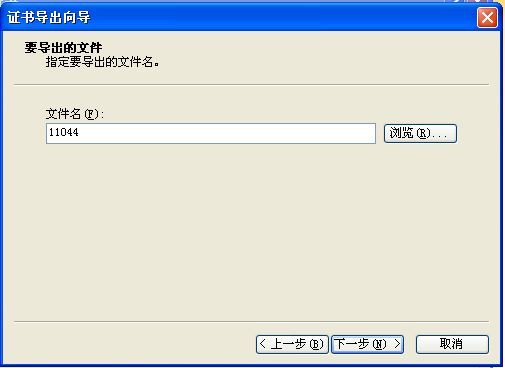 证书导出向导
要导出的文件
指定要导出的文件名。
文件名(F):
11044
浏览(R)...
< 上一步(B)
下一步(N) >
取消